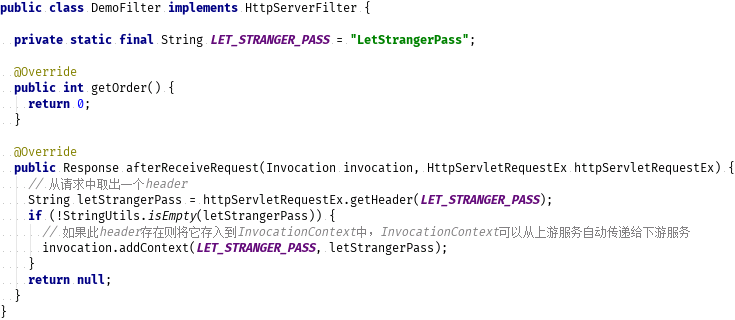 public class DemoFilter implements HttpServerFilter {
private static final String LET_STRANGER_PASS = "LetStrangerPass";
@Override
public int getOrder() {
return 0;
}
@Override
public Response afterReceiveRequest(Invocation invocation, HttpServletRequestEx httpServletRequestEx) {
// 从请求中取出一个header
String letStrangerPass = httpServletRequestEx.getHeader(LET_STRANGER_PASS);
if (!StringUtils.isEmpty(letStrangerPass)) {
// 如果此header存在则将它存入到InvocationContext中，InvocationContext可以从上游服务自动传递给下游服务
invocation.addContext(LET_STRANGER_PASS, letStrangerPass);
}
return null;
}
}